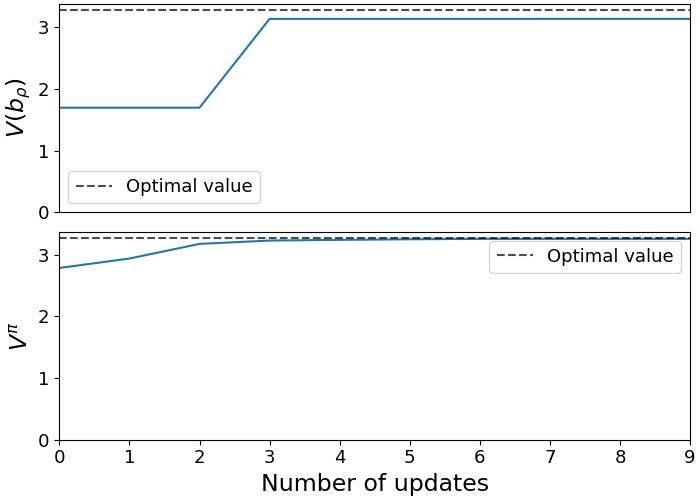 3
2
1
0
V(b_ρ)
Optimal value
3
2
1
0
V^π
Optimal value
0 1 2 3 4 5 6 7 8 9
Number of updates